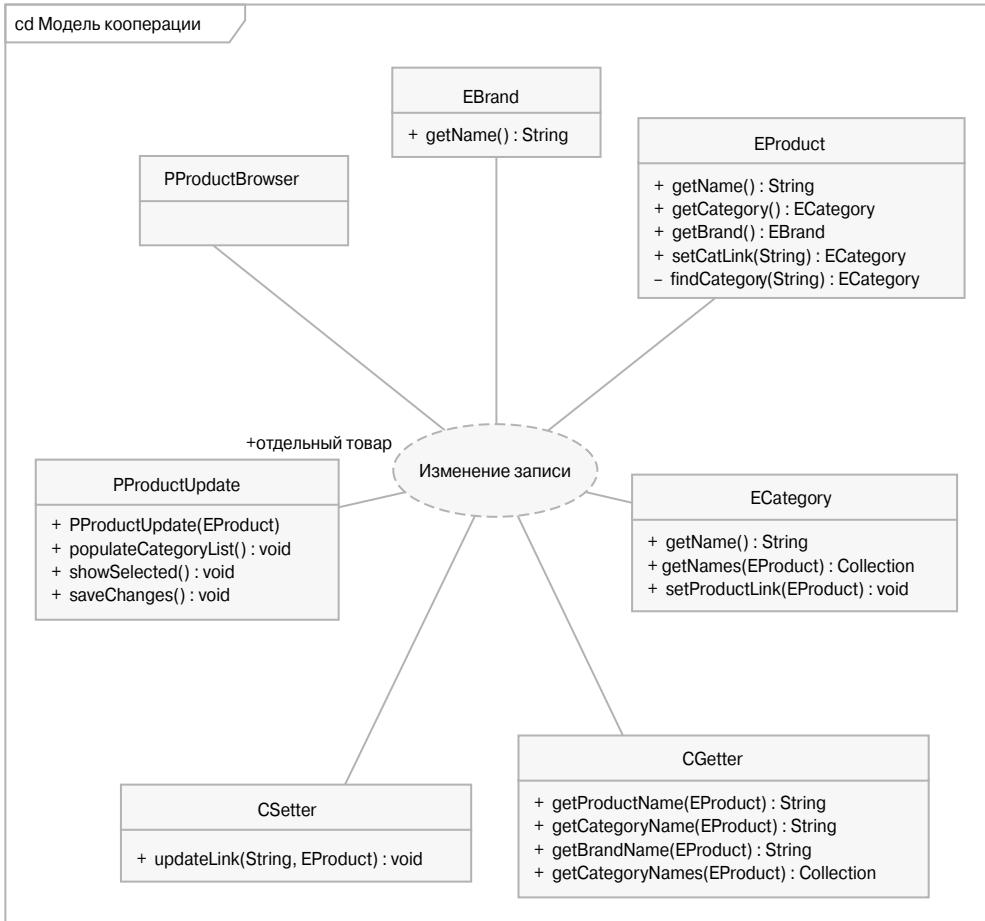 cd Модель кооперации
EBrand
+ getName() : String
EProduct
+ getName() : String
+ getCategory() : ECategory
+ getBrand() : EBrand
+ setCatLink(String) : ECategory
– findCategory(String) : ECategory
PProductBrowser
+отдельный товар
Изменение записи
PProductUpdate
+ PProductUpdate(EProduct)
+ populateCategoryList() : void
+ showSelected() : void
+ saveChanges() : void
ECategory
+ getName() : String
+ getNames(EProduct) : Collection
+ setProductLink(EProduct) : void
CSetter
+ updateLink(String, EProduct) : void
CGetter
+ getProductName(EProduct) : String
+ getCategoryName(EProduct) : String
+ getBrandName(EProduct) : String
+ getCategoryNames(EProduct) : Collection